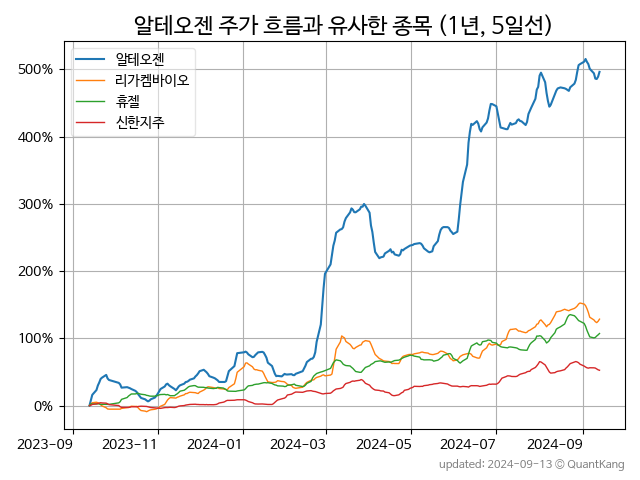 알테오젠 주가 흐름과 유사한 종목 (1년, 5일선)
알테오젠
리가켐바이오
휴젤
신한지주
500%
400%
300%
200%
100%
0%
2023-09 2023-11 2024-01 2024-03 2024-05 2024-07 2024-09
updated: 2024-09-13 © QuantKang